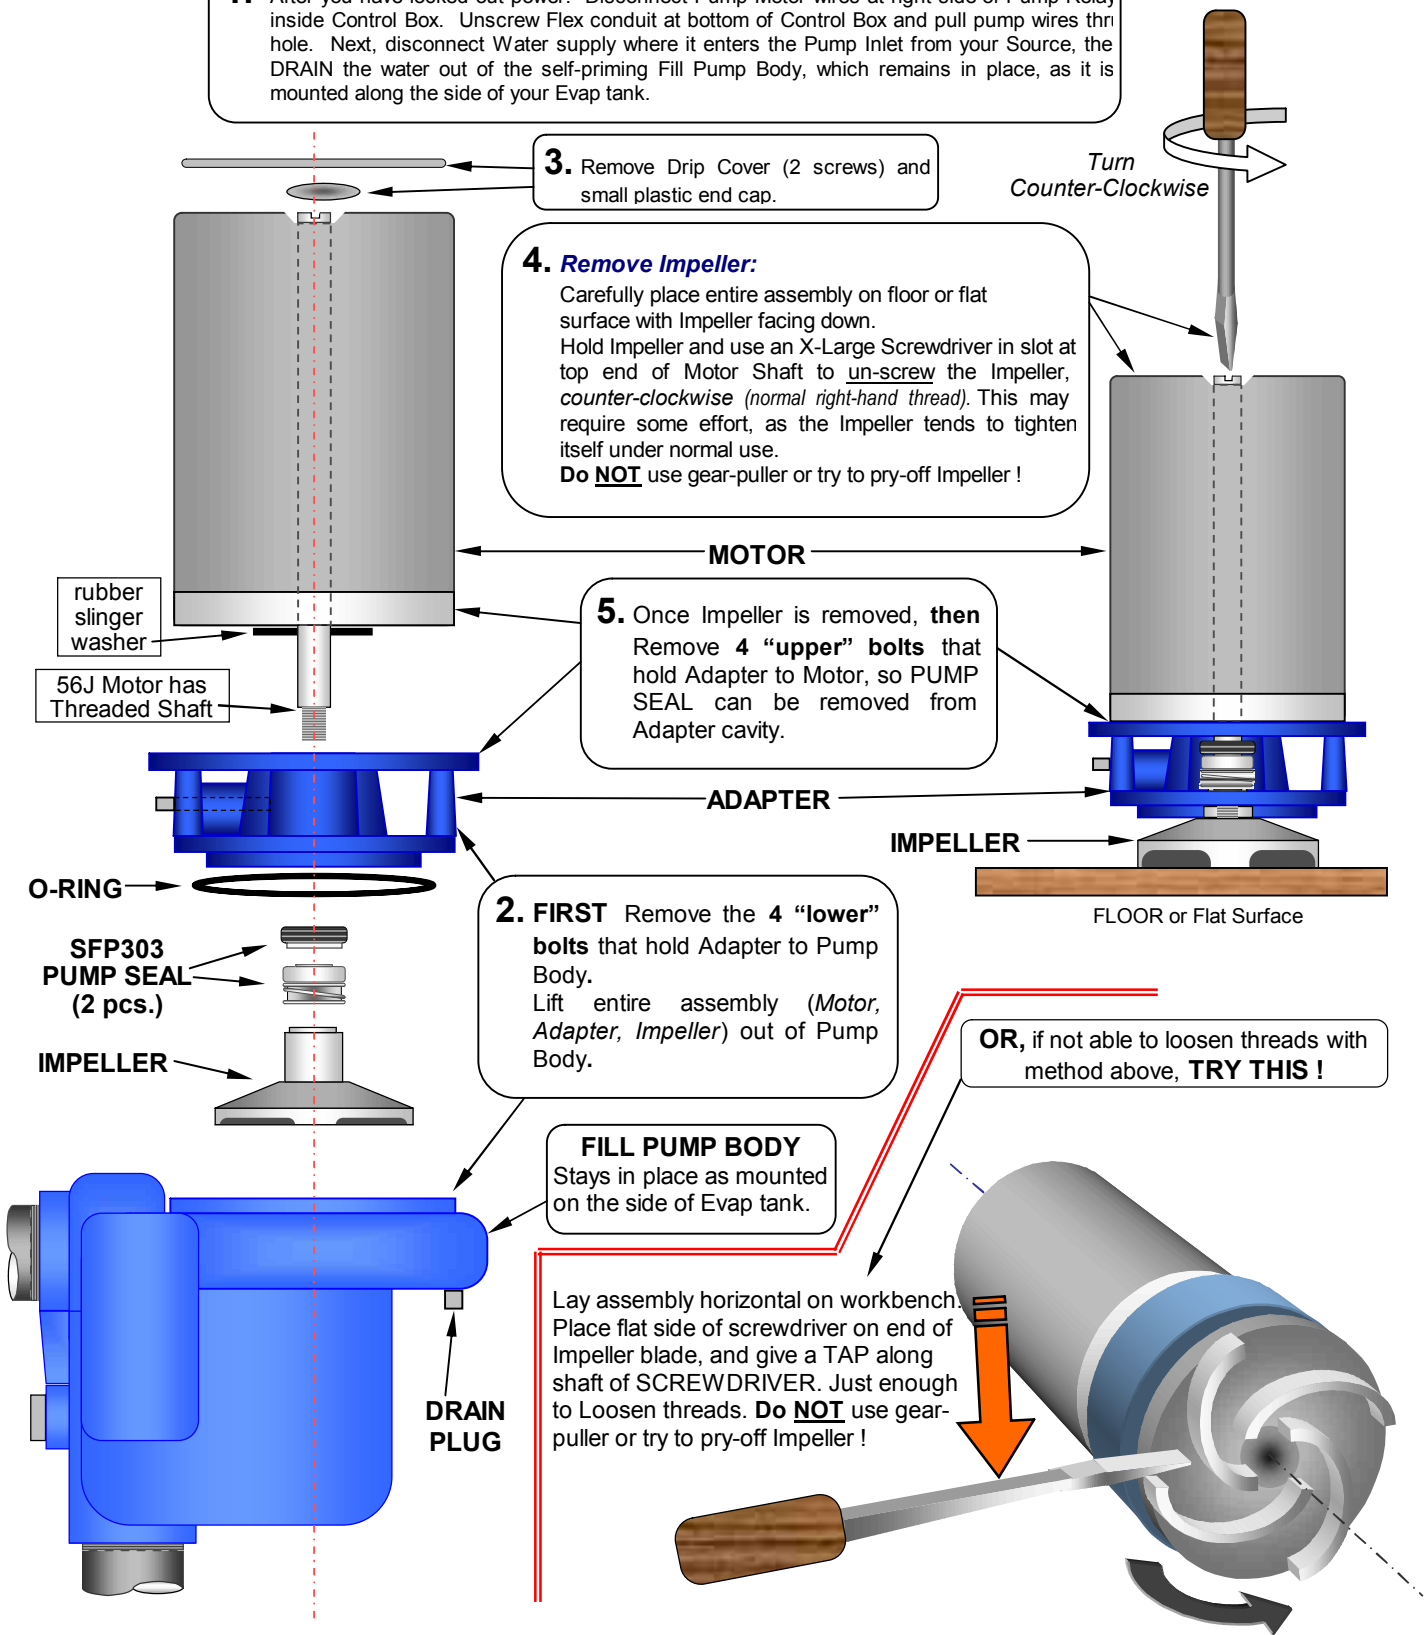 1. After you have locked out power: Disconnect Pump Motor wires at right side of Pump Relay
inside Control Box. Unscrew Flex conduit at bottom of Control Box and pull pump wires thru
hole. Next, disconnect Water supply where it enters the Pump Inlet from your Source, the
DRAIN the water out of the self-priming Fill Pump Body, which remains in place, as it is
mounted along the side of your Evap tank.
3. Remove Drip Cover (2 screws) and
small plastic end cap.
Turn
Counter-Clockwise
4. Remove Impeller:
Carefully place entire assembly on floor or flat
surface with Impeller facing down.
Hold Impeller and use an X-Large Screwdriver in slot at
top end of Motor Shaft to un-screw the Impeller,
counter-clockwise (normal right-hand thread). This may
require some effort, as the Impeller tends to tighten
itself under normal use.
Do NOT use gear-puller or try to pry-off Impeller !
MOTOR
rubber
slinger
washer
56J Motor has
Threaded Shaft
5. Once Impeller is removed, then
Remove 4 “upper” bolts that
hold Adapter to Motor, so PUMP
SEAL can be removed from
Adapter cavity.
ADAPTER
IMPELLER
FLOOR or Flat Surface
O-RING
SFP303
PUMP SEAL
(2 pcs.)
IMPELLER
2. FIRST Remove the 4 “lower”
bolts that hold Adapter to Pump
Body.
Lift entire assembly (Motor,
Adapter, Impeller) out of Pump
Body.
OR, if not able to loosen threads with
method above, TRY THIS !
FILL PUMP BODY
Stays in place as mounted
on the side of Evap tank.
DRAIN
PLUG
Lay assembly horizontal on workbench.
Place flat side of screwdriver on end of
Impeller blade, and give a TAP along
shaft of SCREWDRIVER. Just enough
to Loosen threads. Do NOT use gear-
puller or try to pry-off Impeller !